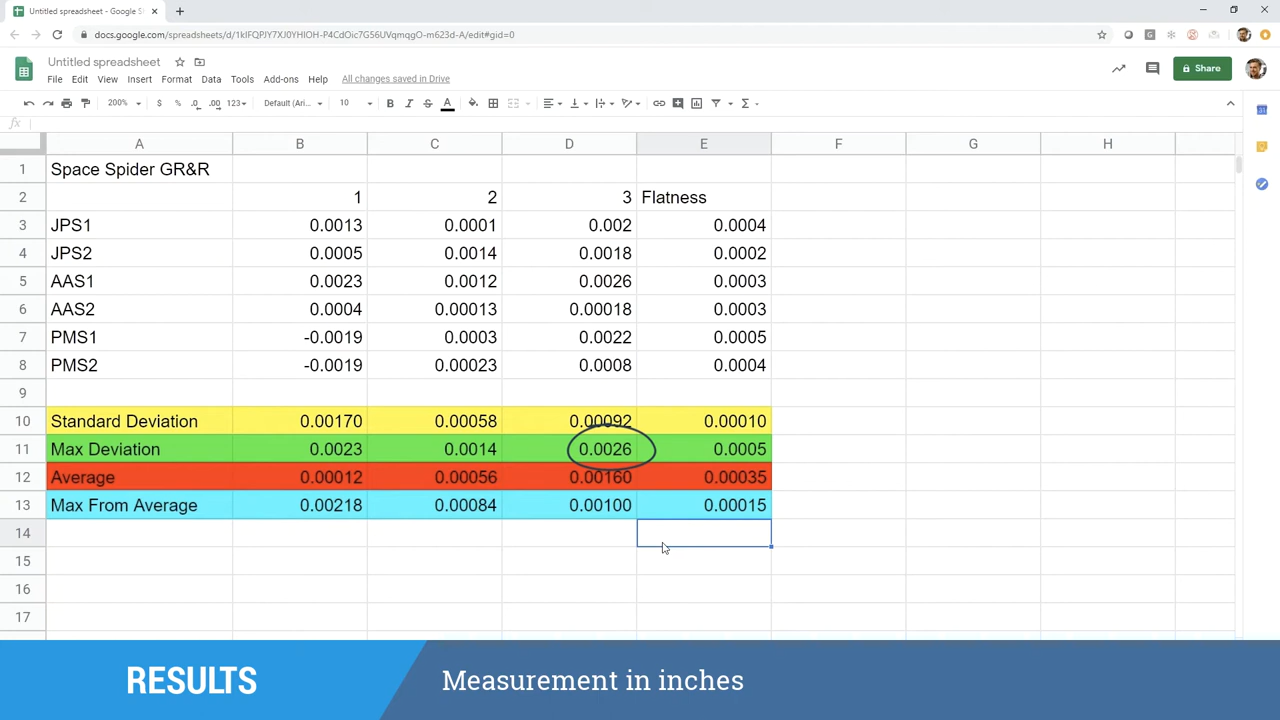 Untitled spreadsheet - Google S
docs.google.com/spreadsheets/d/1kIFQPJY7XJ0YHIOH-P4CdOic7G56UVqmqgO-m623d-A/edit#gid=0
Untitled spreadsheet
File Edit View Insert Format Data Tools Add-ons Help All changes saved in Drive
Share
200% $ % .0 .00 123 Default (Ari... 10 B I S A
fx
A B C D E F G H
1 Space Spider GR&R
2 1 2 3 Flatness
3 JPS1 0.0013 0.0001 0.002 0.0004
4 JPS2 0.0005 0.0014 0.0018 0.0002
5 AAS1 0.0023 0.0012 0.0026 0.0003
6 AAS2 0.0004 0.00013 0.00018 0.0003
7 PMS1 -0.0019 0.0003 0.0022 0.0005
8 PMS2 -0.0019 0.00023 0.0008 0.0004
9
10 Standard Deviation 0.00170 0.00058 0.00092 0.00010
11 Max Deviation 0.0023 0.0014 0.0026 0.0005
12 Average 0.00012 0.00056 0.00160 0.00035
13 Max From Average 0.00218 0.00084 0.00100 0.00015
14
15
16
17
RESULTS
Measurement in inches